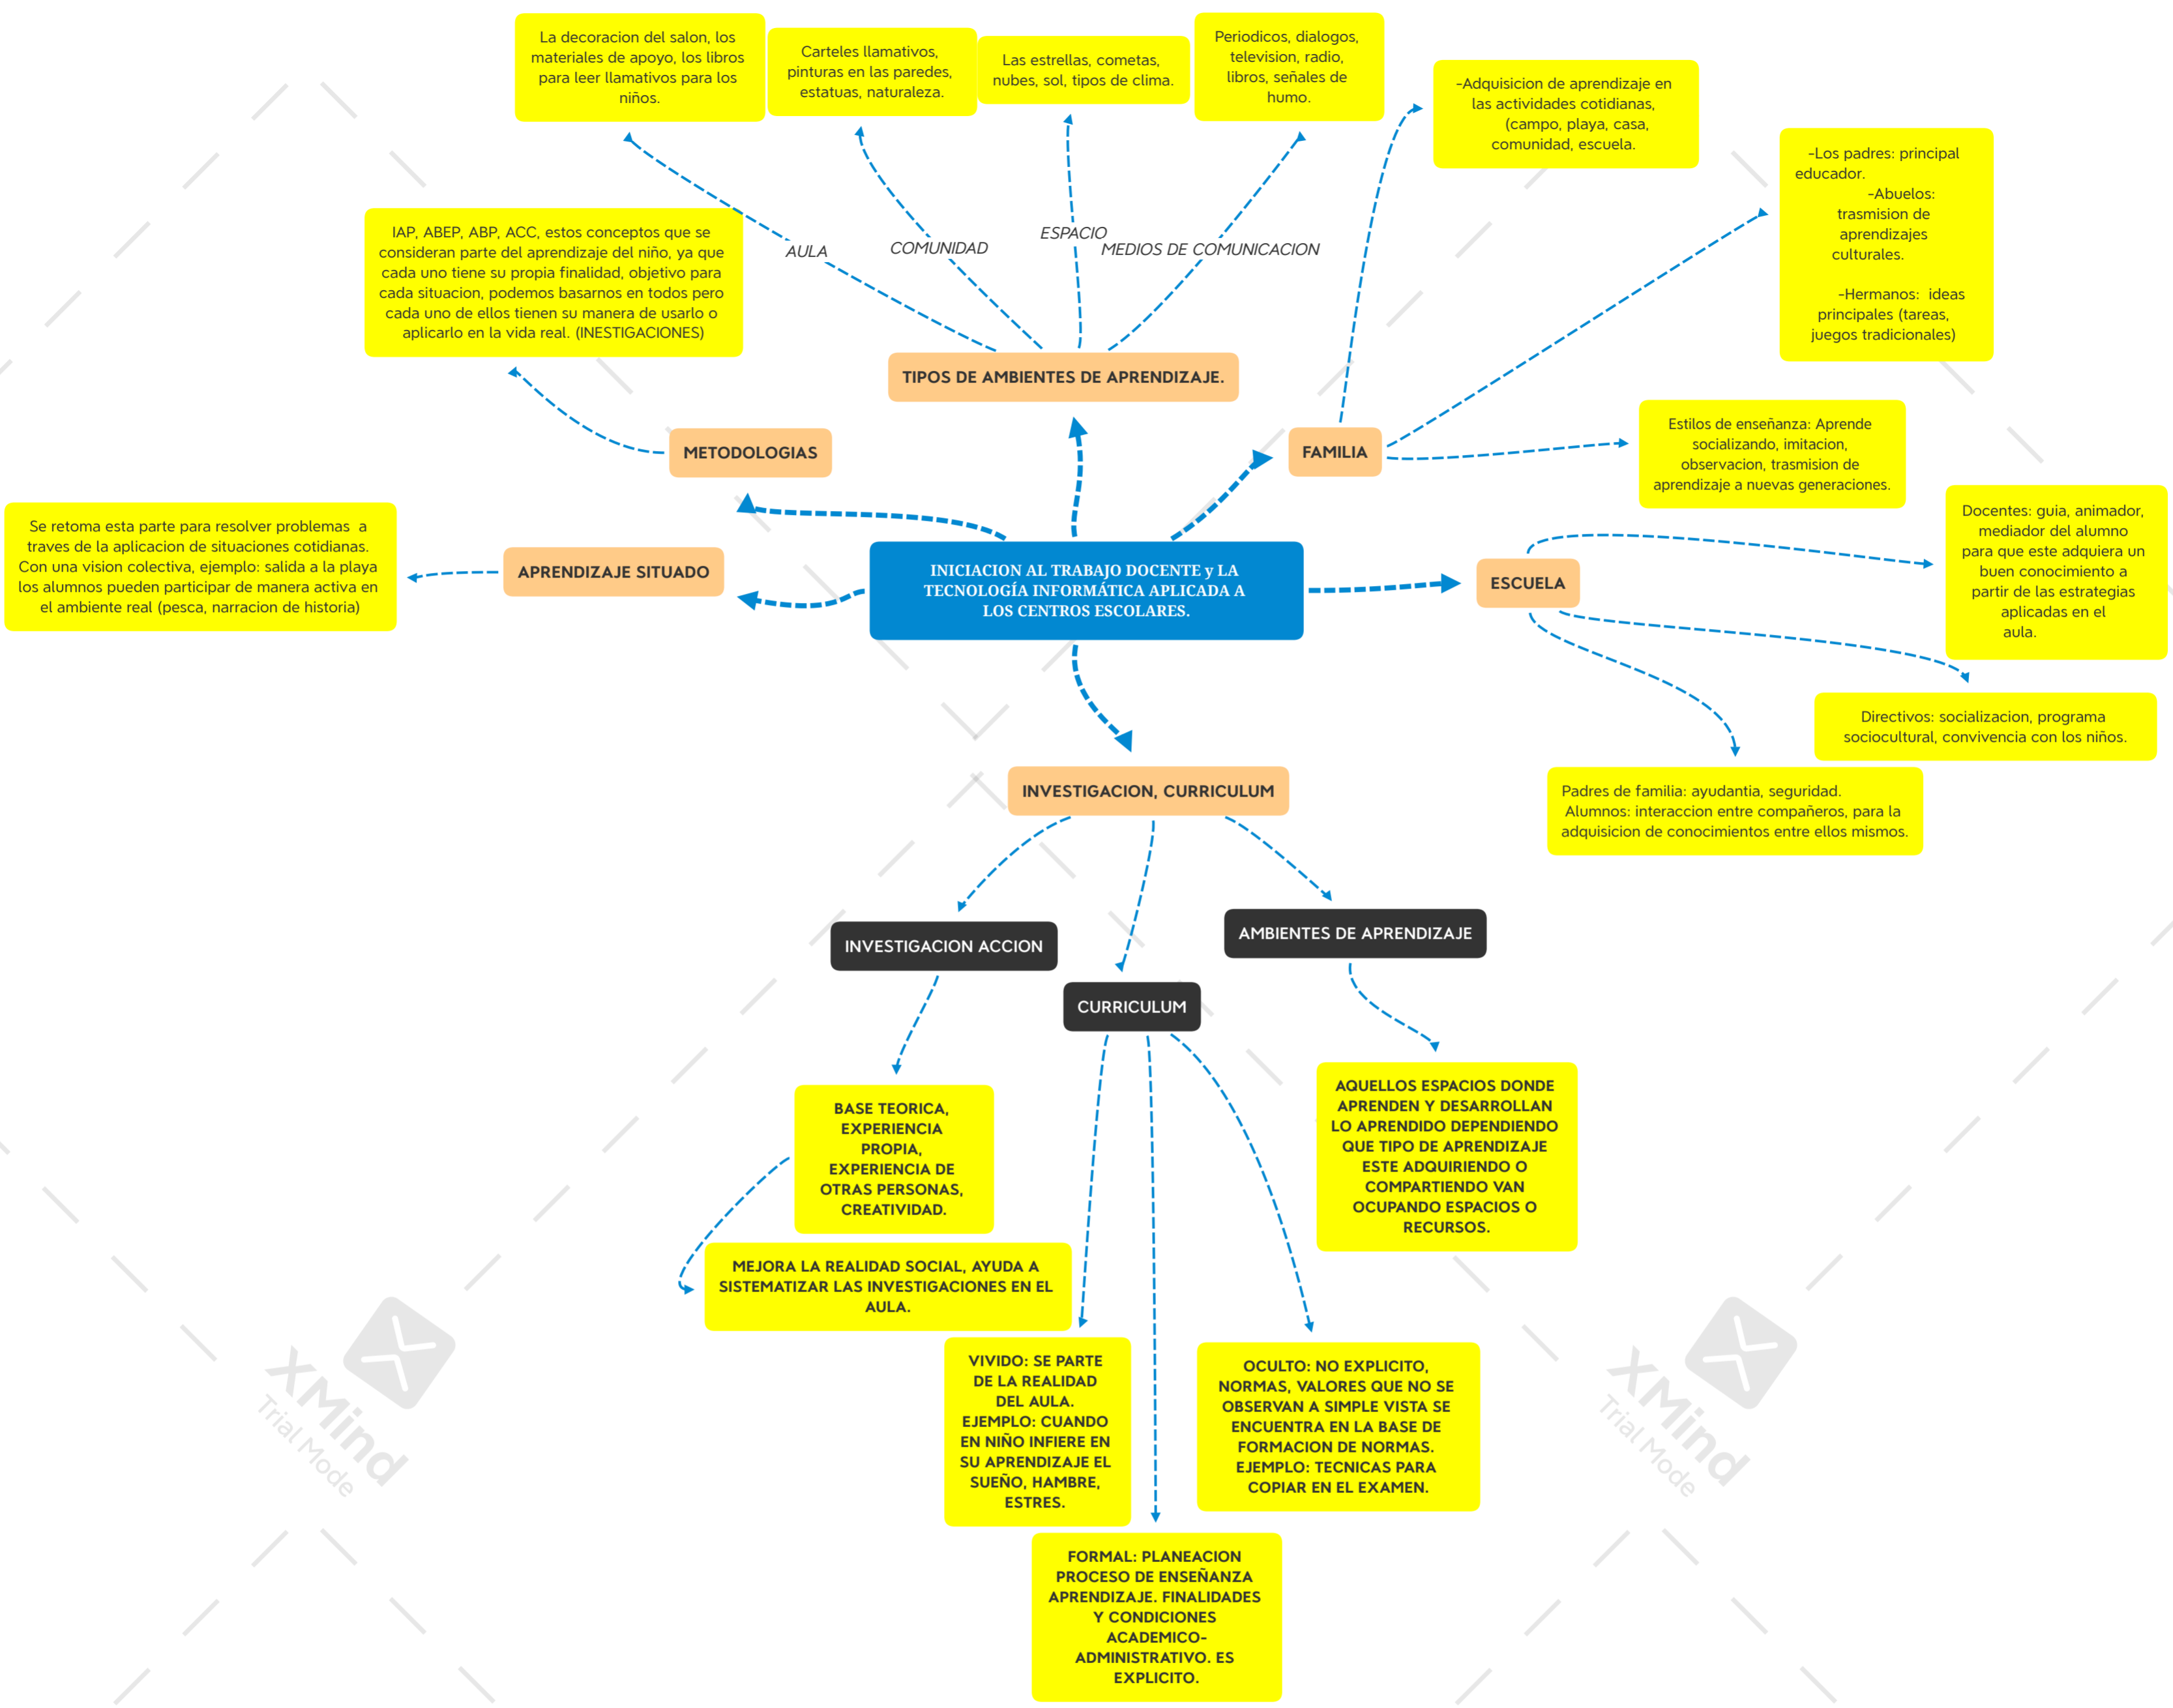 La decoracion del salon, los
materiales de apoyo, los libros
para leer llamativos para los
niños.
Carteles llamativos,
pinturas en las paredes,
estatuas, naturaleza.
Las estrellas, cometas,
nubes, sol, tipos de clima.
Periodicos, dialogos,
television, radio,
libros, señales de
humo.
-Adquisicion de aprendizaje en
las actividades cotidianas,
(campo, playa, casa,
comunidad, escuela.
-Los padres: principal
educador.
-Abuelos:
trasmision de
aprendizajes
culturales.
-Hermanos:  ideas
principales (tareas,
juegos tradicionales)
IAP, ABEP, ABP, ACC, estos conceptos que se
consideran parte del aprendizaje del niño, ya que
cada uno tiene su propia finalidad, objetivo para
cada situacion, podemos basarnos en todos pero
cada uno de ellos tienen su manera de usarlo o
aplicarlo en la vida real. (INESTIGACIONES)
AULA
COMUNIDAD
ESPACIO
MEDIOS DE COMUNICACION
TIPOS DE AMBIENTES DE APRENDIZAJE.
METODOLOGIAS
FAMILIA
Estilos de enseñanza: Aprende
socializando, imitacion,
observacion, trasmision de
aprendizaje a nuevas generaciones.
Se retoma esta parte para resolver problemas  a
traves de la aplicacion de situaciones cotidianas.
Con una vision colectiva, ejemplo: salida a la playa
los alumnos pueden participar de manera activa en
el ambiente real (pesca, narracion de historia)
APRENDIZAJE SITUADO
INICIACION AL TRABAJO DOCENTE y LA
TECNOLOGÍA INFORMÁTICA APLICADA A
LOS CENTROS ESCOLARES.
ESCUELA
Docentes: guia, animador,
mediador del alumno
para que este adquiera un
buen conocimiento a
partir de las estrategias
aplicadas en el
aula.
Directivos: socializacion, programa
sociocultural, convivencia con los niños.
Padres de familia: ayudantia, seguridad.
Alumnos: interaccion entre compañeros, para la
adquisicion de conocimientos entre ellos mismos.
INVESTIGACION, CURRICULUM
INVESTIGACION ACCION
AMBIENTES DE APRENDIZAJE
CURRICULUM
BASE TEORICA,
EXPERIENCIA
PROPIA,
EXPERIENCIA DE
OTRAS PERSONAS,
CREATIVIDAD.
AQUELLOS ESPACIOS DONDE
APRENDEN Y DESARROLLAN
LO APRENDIDO DEPENDIENDO
QUE TIPO DE APRENDIZAJE
ESTE ADQUIRIENDO O
COMPARTIENDO VAN
OCUPANDO ESPACIOS O
RECURSOS.
MEJORA LA REALIDAD SOCIAL, AYUDA A
SISTEMATIZAR LAS INVESTIGACIONES EN EL
AULA.
VIVIDO: SE PARTE
DE LA REALIDAD
DEL AULA.
EJEMPLO: CUANDO
EN NIÑO INFIERE EN
SU APRENDIZAJE EL
SUEÑO, HAMBRE,
ESTRES.
OCULTO: NO EXPLICITO,
NORMAS, VALORES QUE NO SE
OBSERVAN A SIMPLE VISTA SE
ENCUENTRA EN LA BASE DE
FORMACION DE NORMAS.
EJEMPLO: TECNICAS PARA
COPIAR EN EL EXAMEN.
FORMAL: PLANEACION
PROCESO DE ENSEÑANZA
APRENDIZAJE. FINALIDADES
Y CONDICIONES
ACADEMICO-
ADMINISTRATIVO. ES
EXPLICITO.
XMind
Trial Mode
XMind
Trial Mode